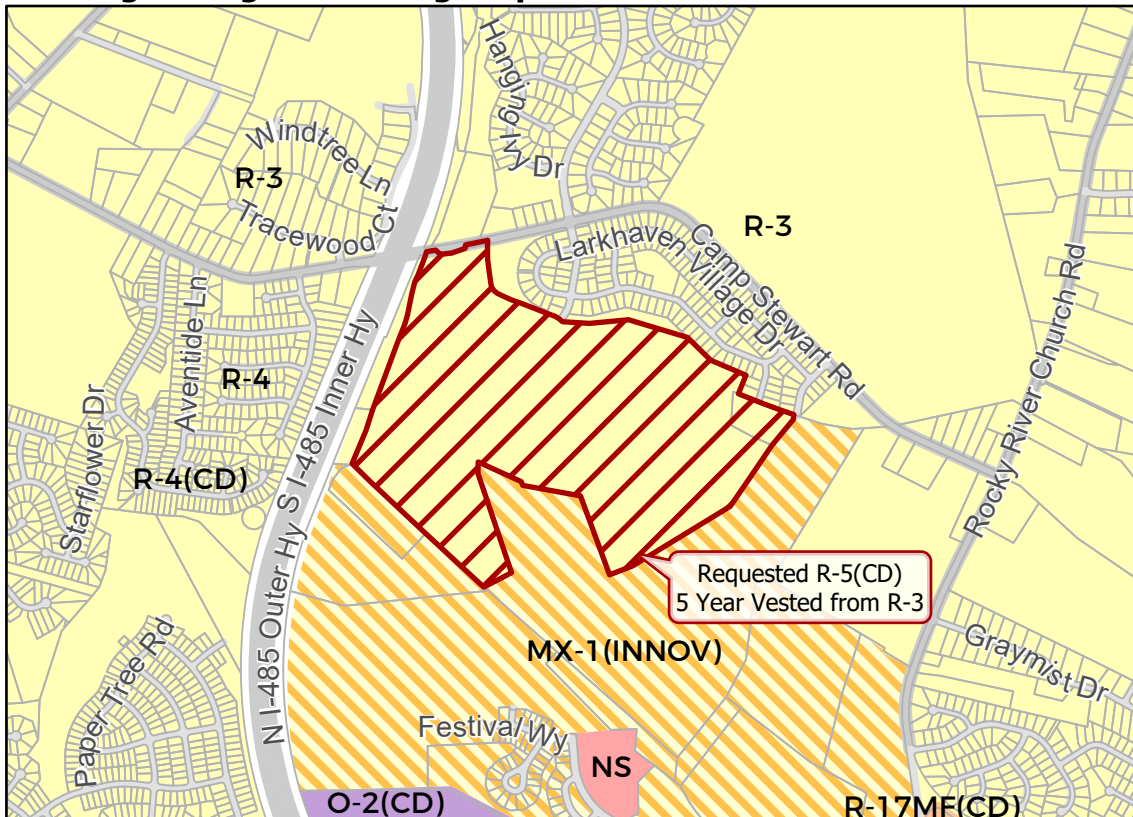 Hanging Ivy Dr
Windtree Ln
R-3
Tracewood Ct
R-3
Larkhaven Village Dr
Camp Stewart Rd
Rocky River Church Rd
Aventide Ln
R-4
S I-485 Inner Hy
Starflower Dr
R-4(CD)
N I-485 Outer Hy
Requested R-5(CD)
5 Year Vested from R-3
MX-1(INNOV)
Graymist Dr
Paper Tree Rd
Festival Wy
NS
O-2(CD)
R-17MF(CD)